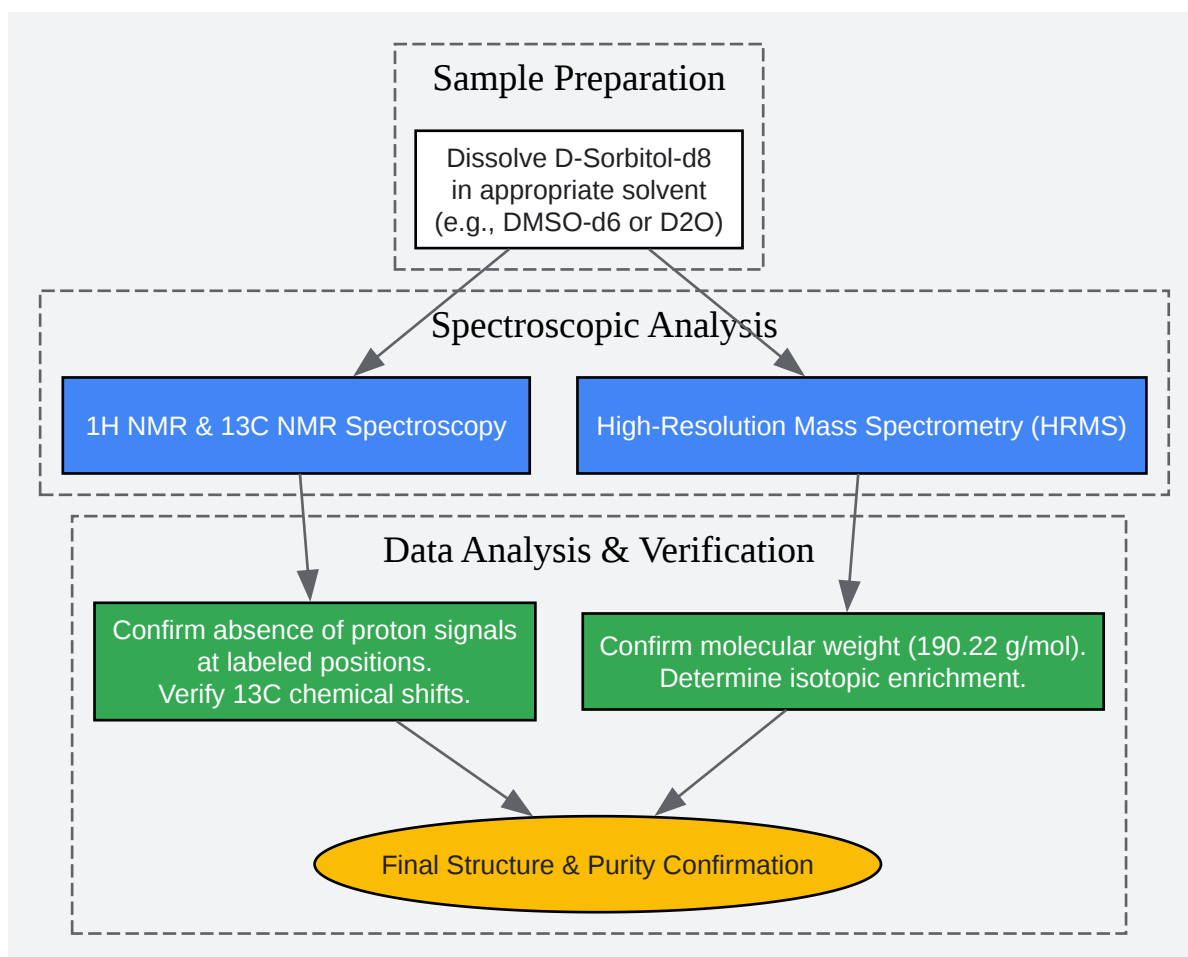 Sample Preparation
Dissolve D-Sorbitol-d8
in appropriate solvent
(e.g., DMSO-d6 or D2O)
Spectroscopic Analysis
1H NMR & 13C NMR Spectroscopy
High-Resolution Mass Spectrometry (HRMS)
Data Analysis & Verification
Confirm absence of proton signals
at labeled positions.
Verify 13C chemical shifts.
Confirm molecular weight (190.22 g/mol).
Determine isotopic enrichment.
Final Structure & Purity Confirmation